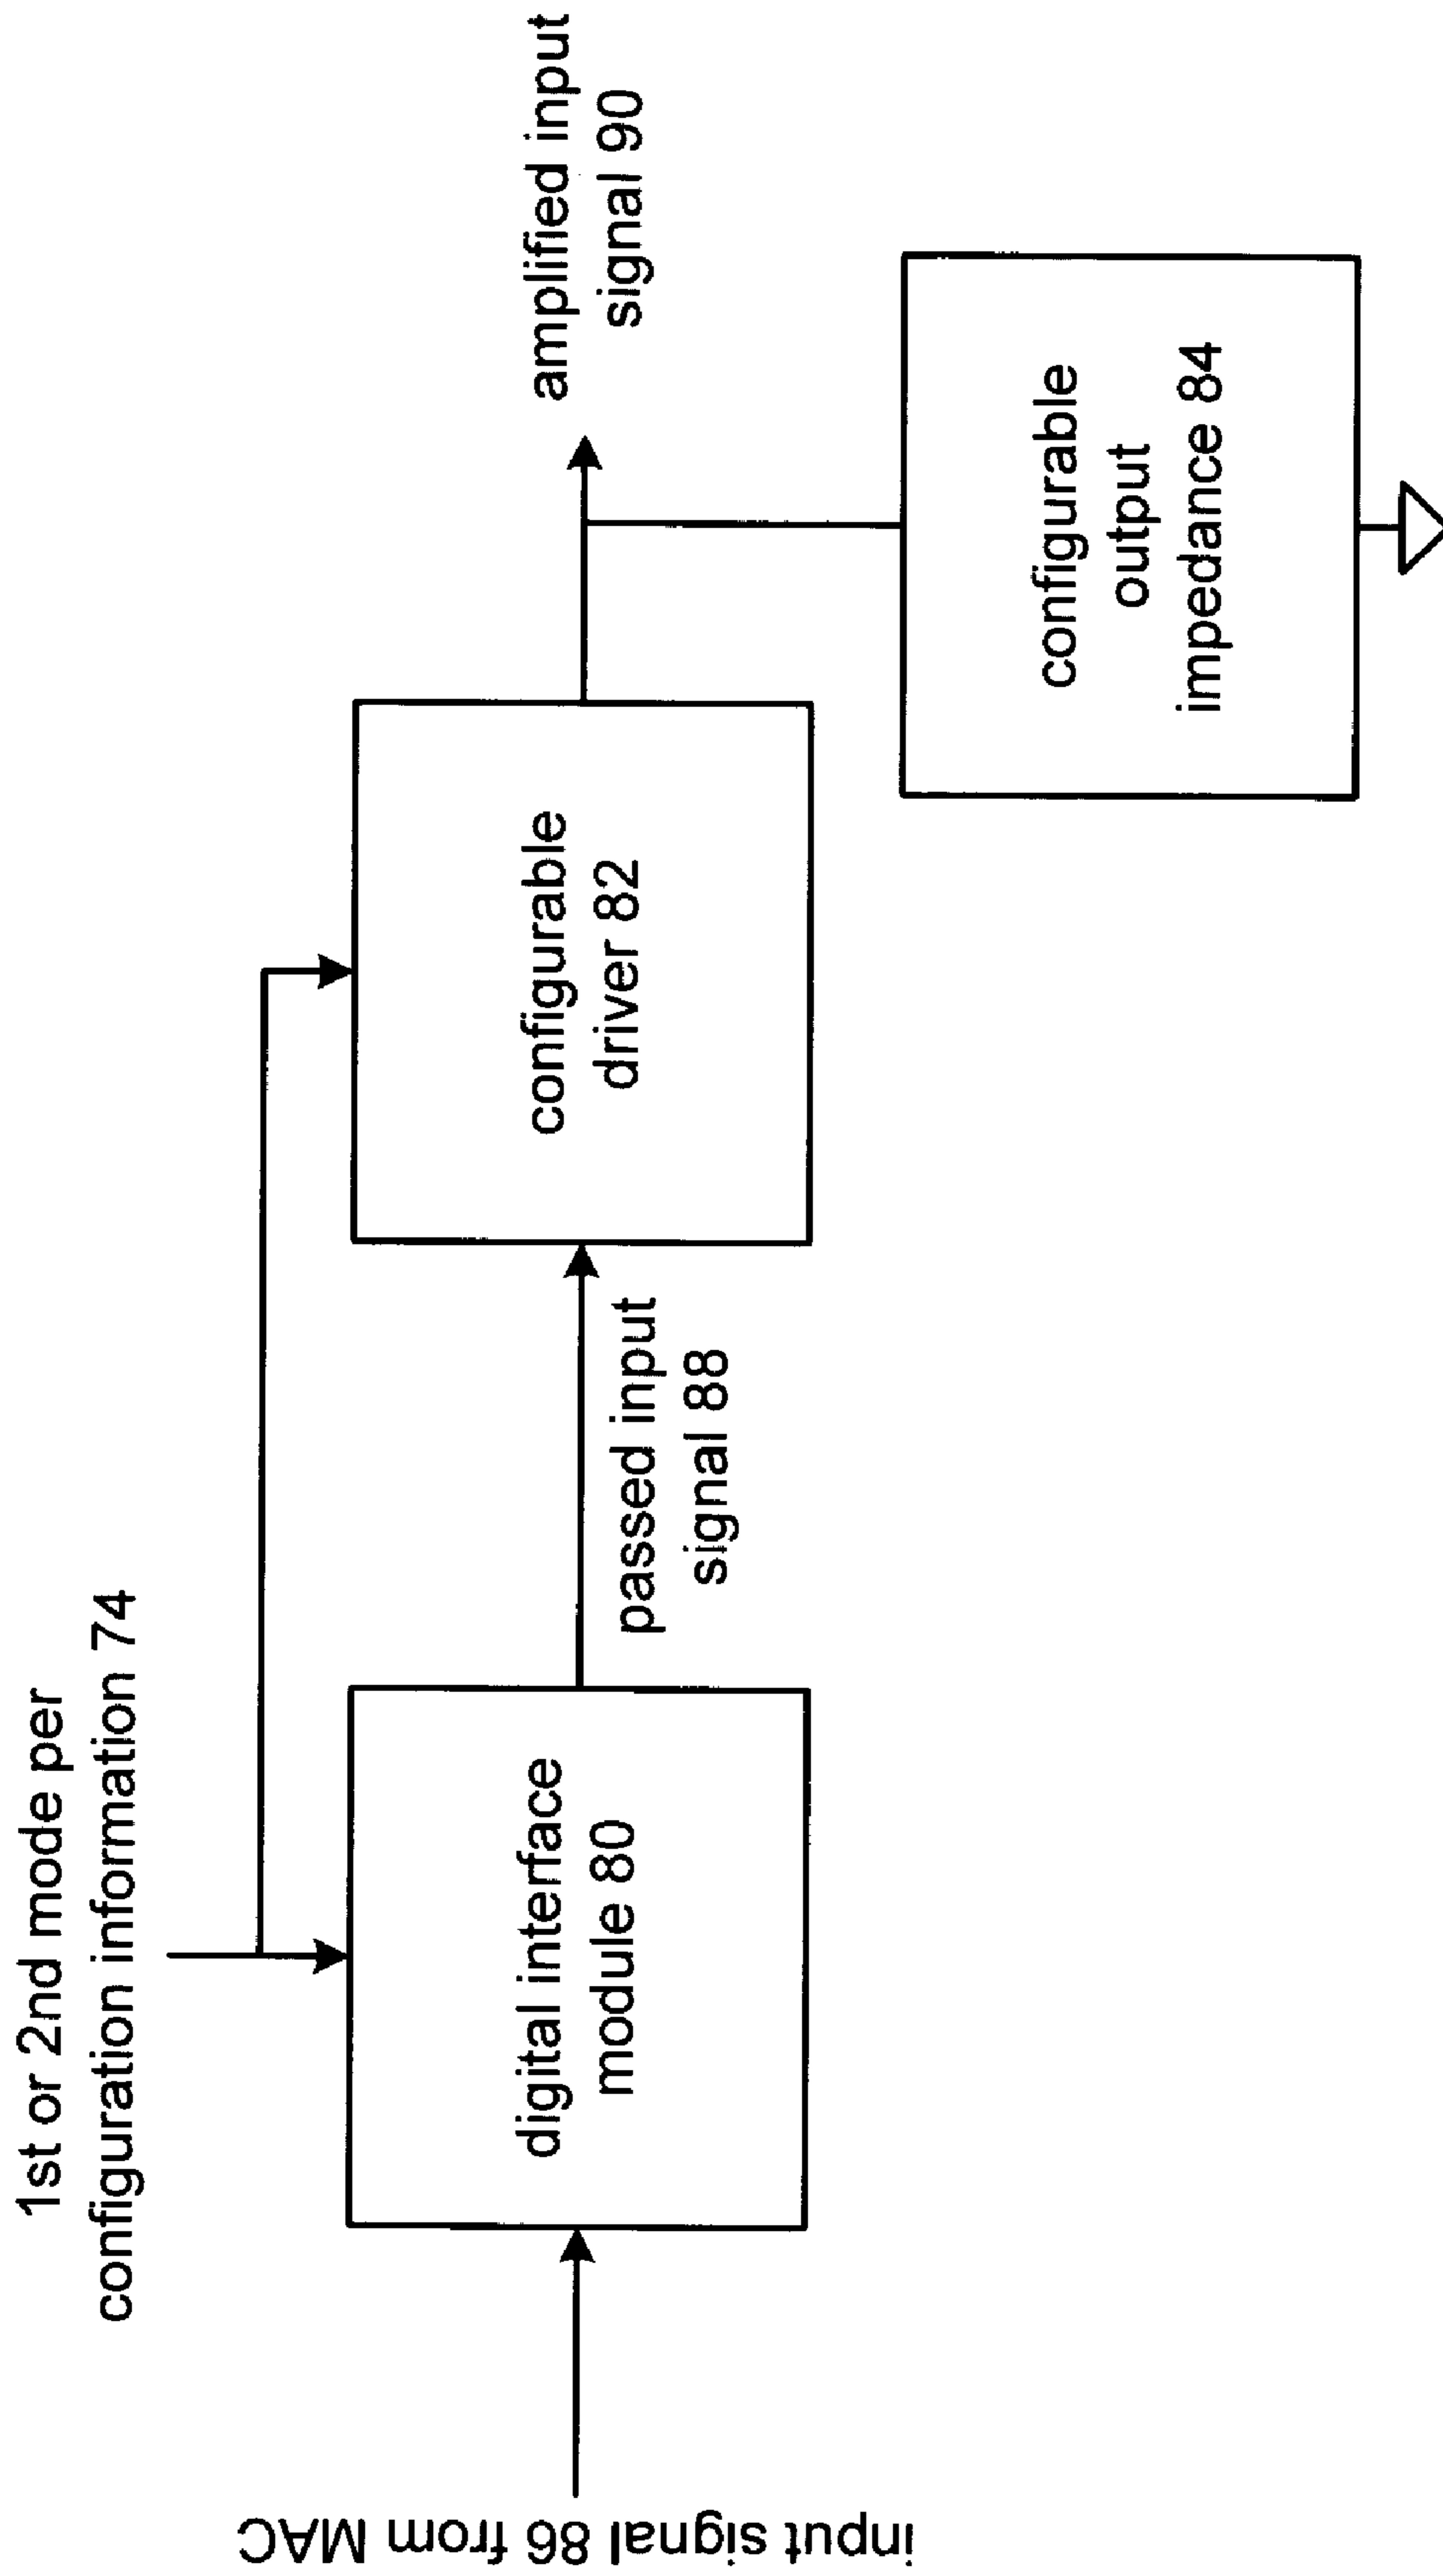 1st or 2nd mode per
configuration information 74
input signal 86 from MAC
digital interface
module 80
passed input
signal 88
configurable
driver 82
amplified input
signal 90
configurable
output
impedance 84